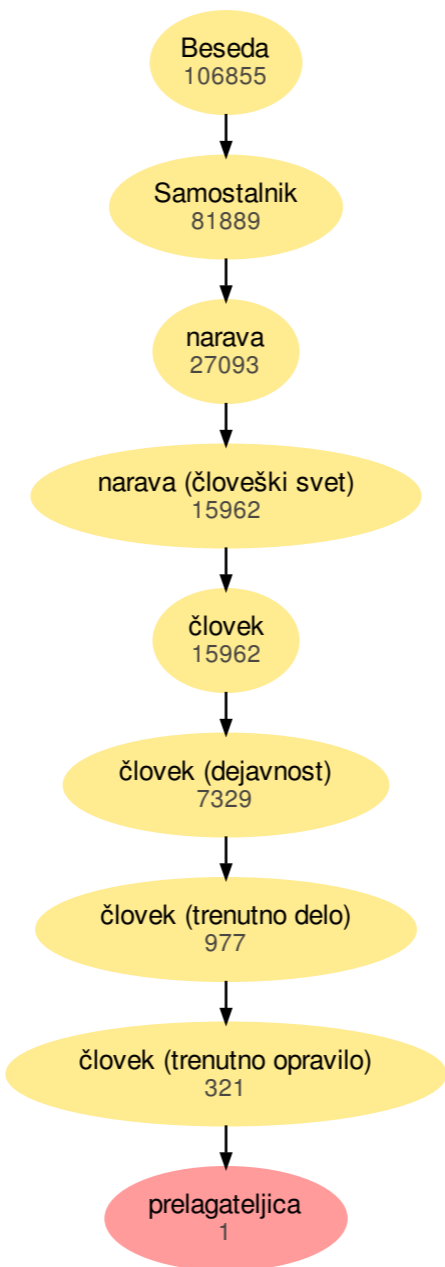 Beseda
106855
Samostalnik
81889
narava
27093
narava (človeški svet)
15962
človek
15962
človek (dejavnost)
7329
človek (trenutno delo)
977
človek (trenutno opravilo)
321
prelagateljica
1